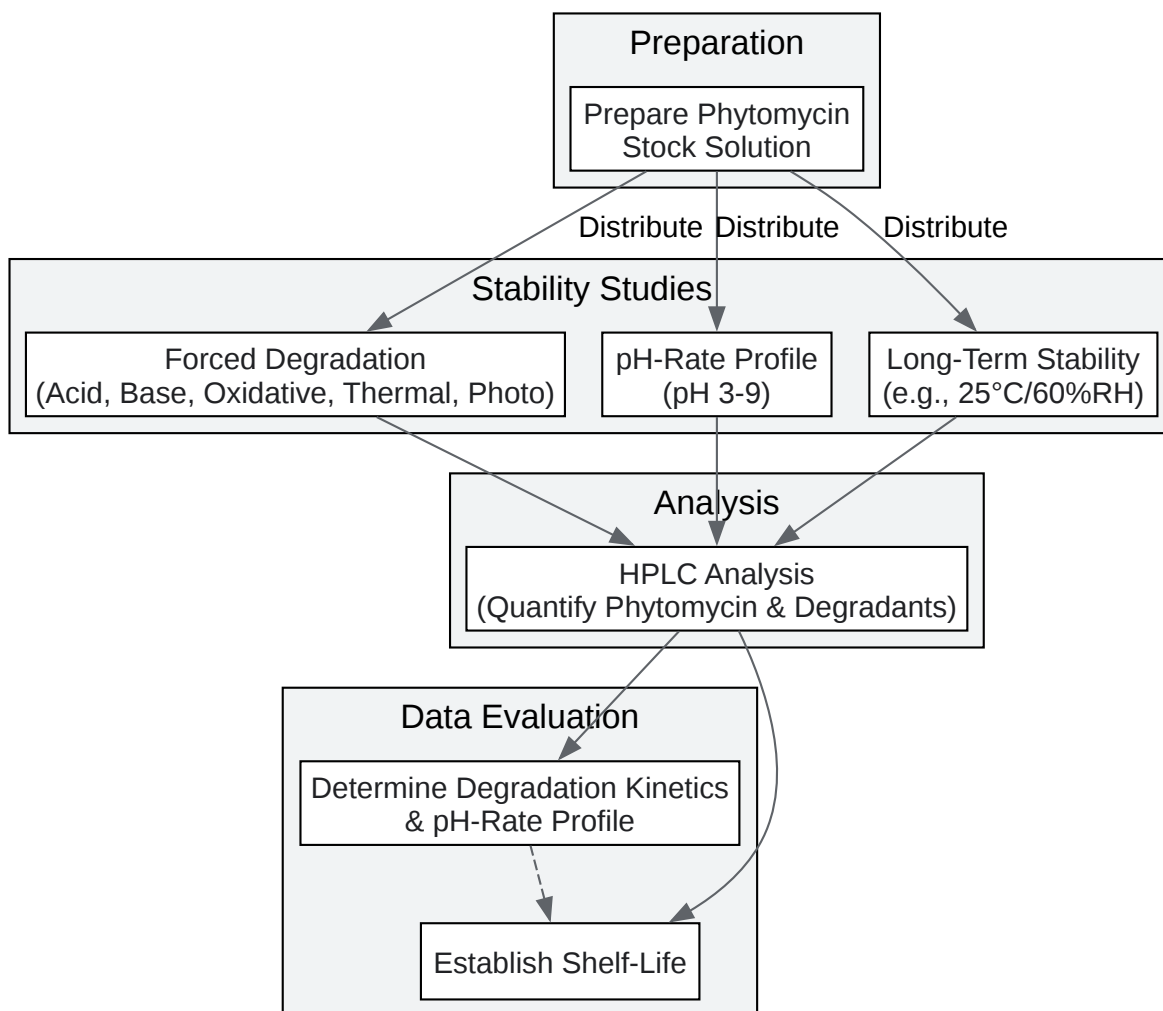 Preparation
Prepare Phytomycin
Stock Solution
Distribute
Distribute
Distribute
Stability Studies
Forced Degradation
(Acid, Base, Oxidative, Thermal, Photo)
pH-Rate Profile
(pH 3-9)
Long-Term Stability
(e.g., 25°C/60%RH)
Analysis
HPLC Analysis
(Quantify Phytomycin & Degradants)
Data Evaluation
Determine Degradation Kinetics
& pH-Rate Profile
Establish Shelf-Life